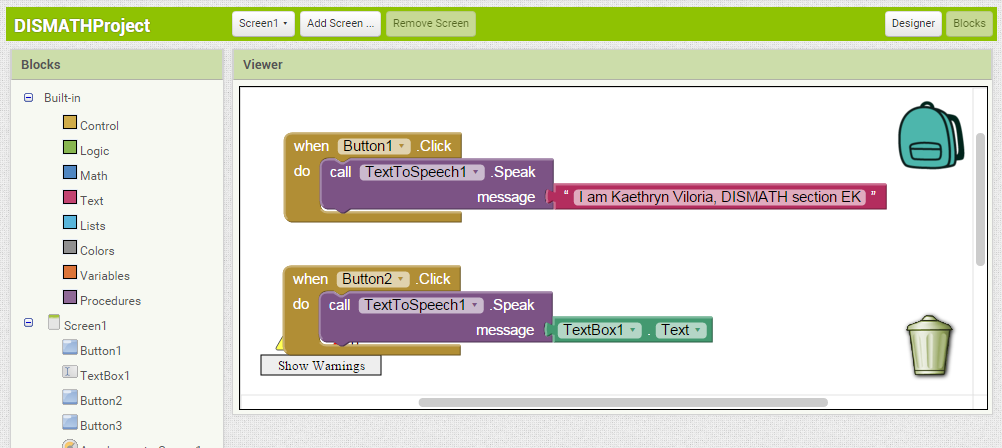 DISMATHProject
Screen1
Add Screen ...
Remove Screen
Designer
Blocks
Blocks
Viewer
Built-in
Control
Logic
Math
Text
Lists
Colors
Variables
Procedures
Screen1
Button1
TextBox1
Button2
Button3
when Button1 .Click
do call TextToSpeech1 .Speak
message " I am Kaethryn Viloria, DISMATH section EK "
when Button2 .Click
do call TextToSpeech1 .Speak
message TextBox1 . Text
Show Warnings